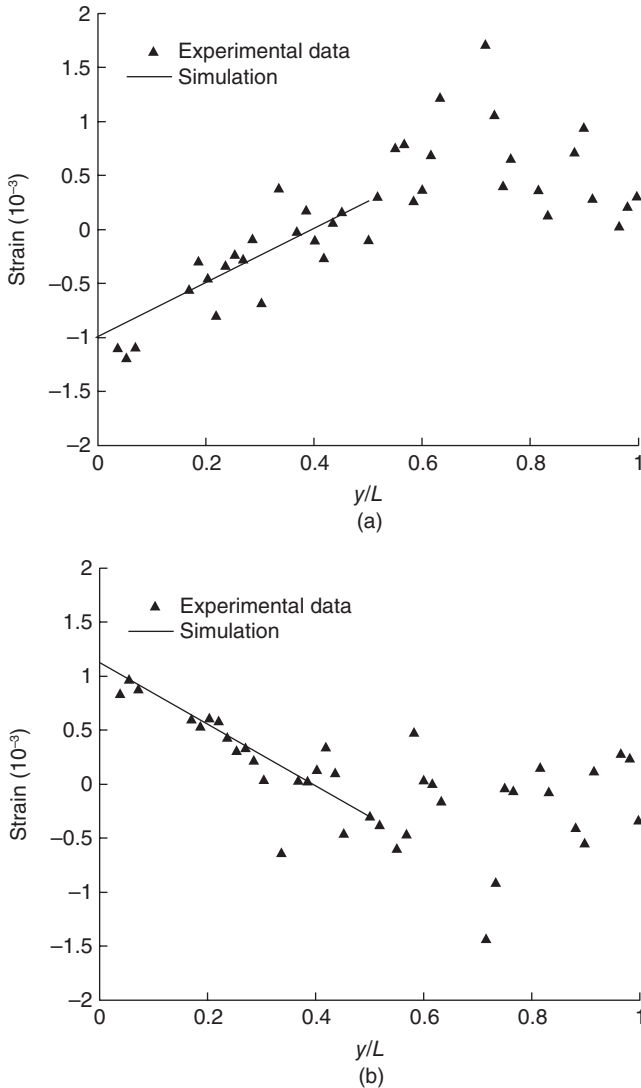 2
Experimental data
1.5
Simulation
1
0.5
0
Strain (10⁻³)
–0.5
–1
–1.5
–2
0 0.2 0.4 0.6 0.8 1
y/L
(a)
2
Experimental data
1.5
Simulation
1
0.5
0
Strain (10⁻³)
–0.5
–1
–1.5
–2
0 0.2 0.4 0.6 0.8 1
y/L
(b)